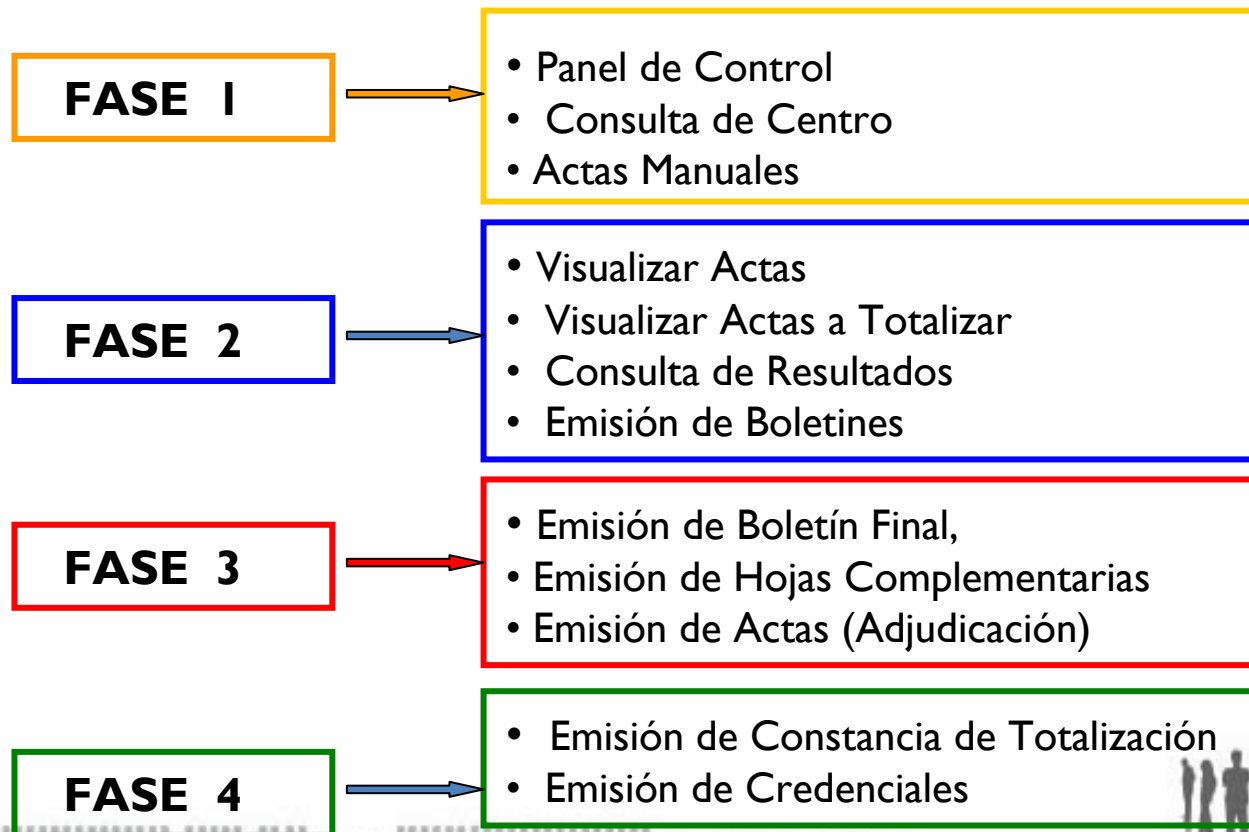 FASE 1
• Panel de Control
• Consulta de Centro
• Actas Manuales
FASE 2
• Visualizar Actas
• Visualizar Actas a Totalizar
• Consulta de Resultados
• Emisión de Boletines
FASE 3
• Emisión de Boletín Final,
• Emisión de Hojas Complementarias
• Emisión de Actas (Adjudicación)
FASE 4
• Emisión de Constancia de Totalización
• Emisión de Credenciales